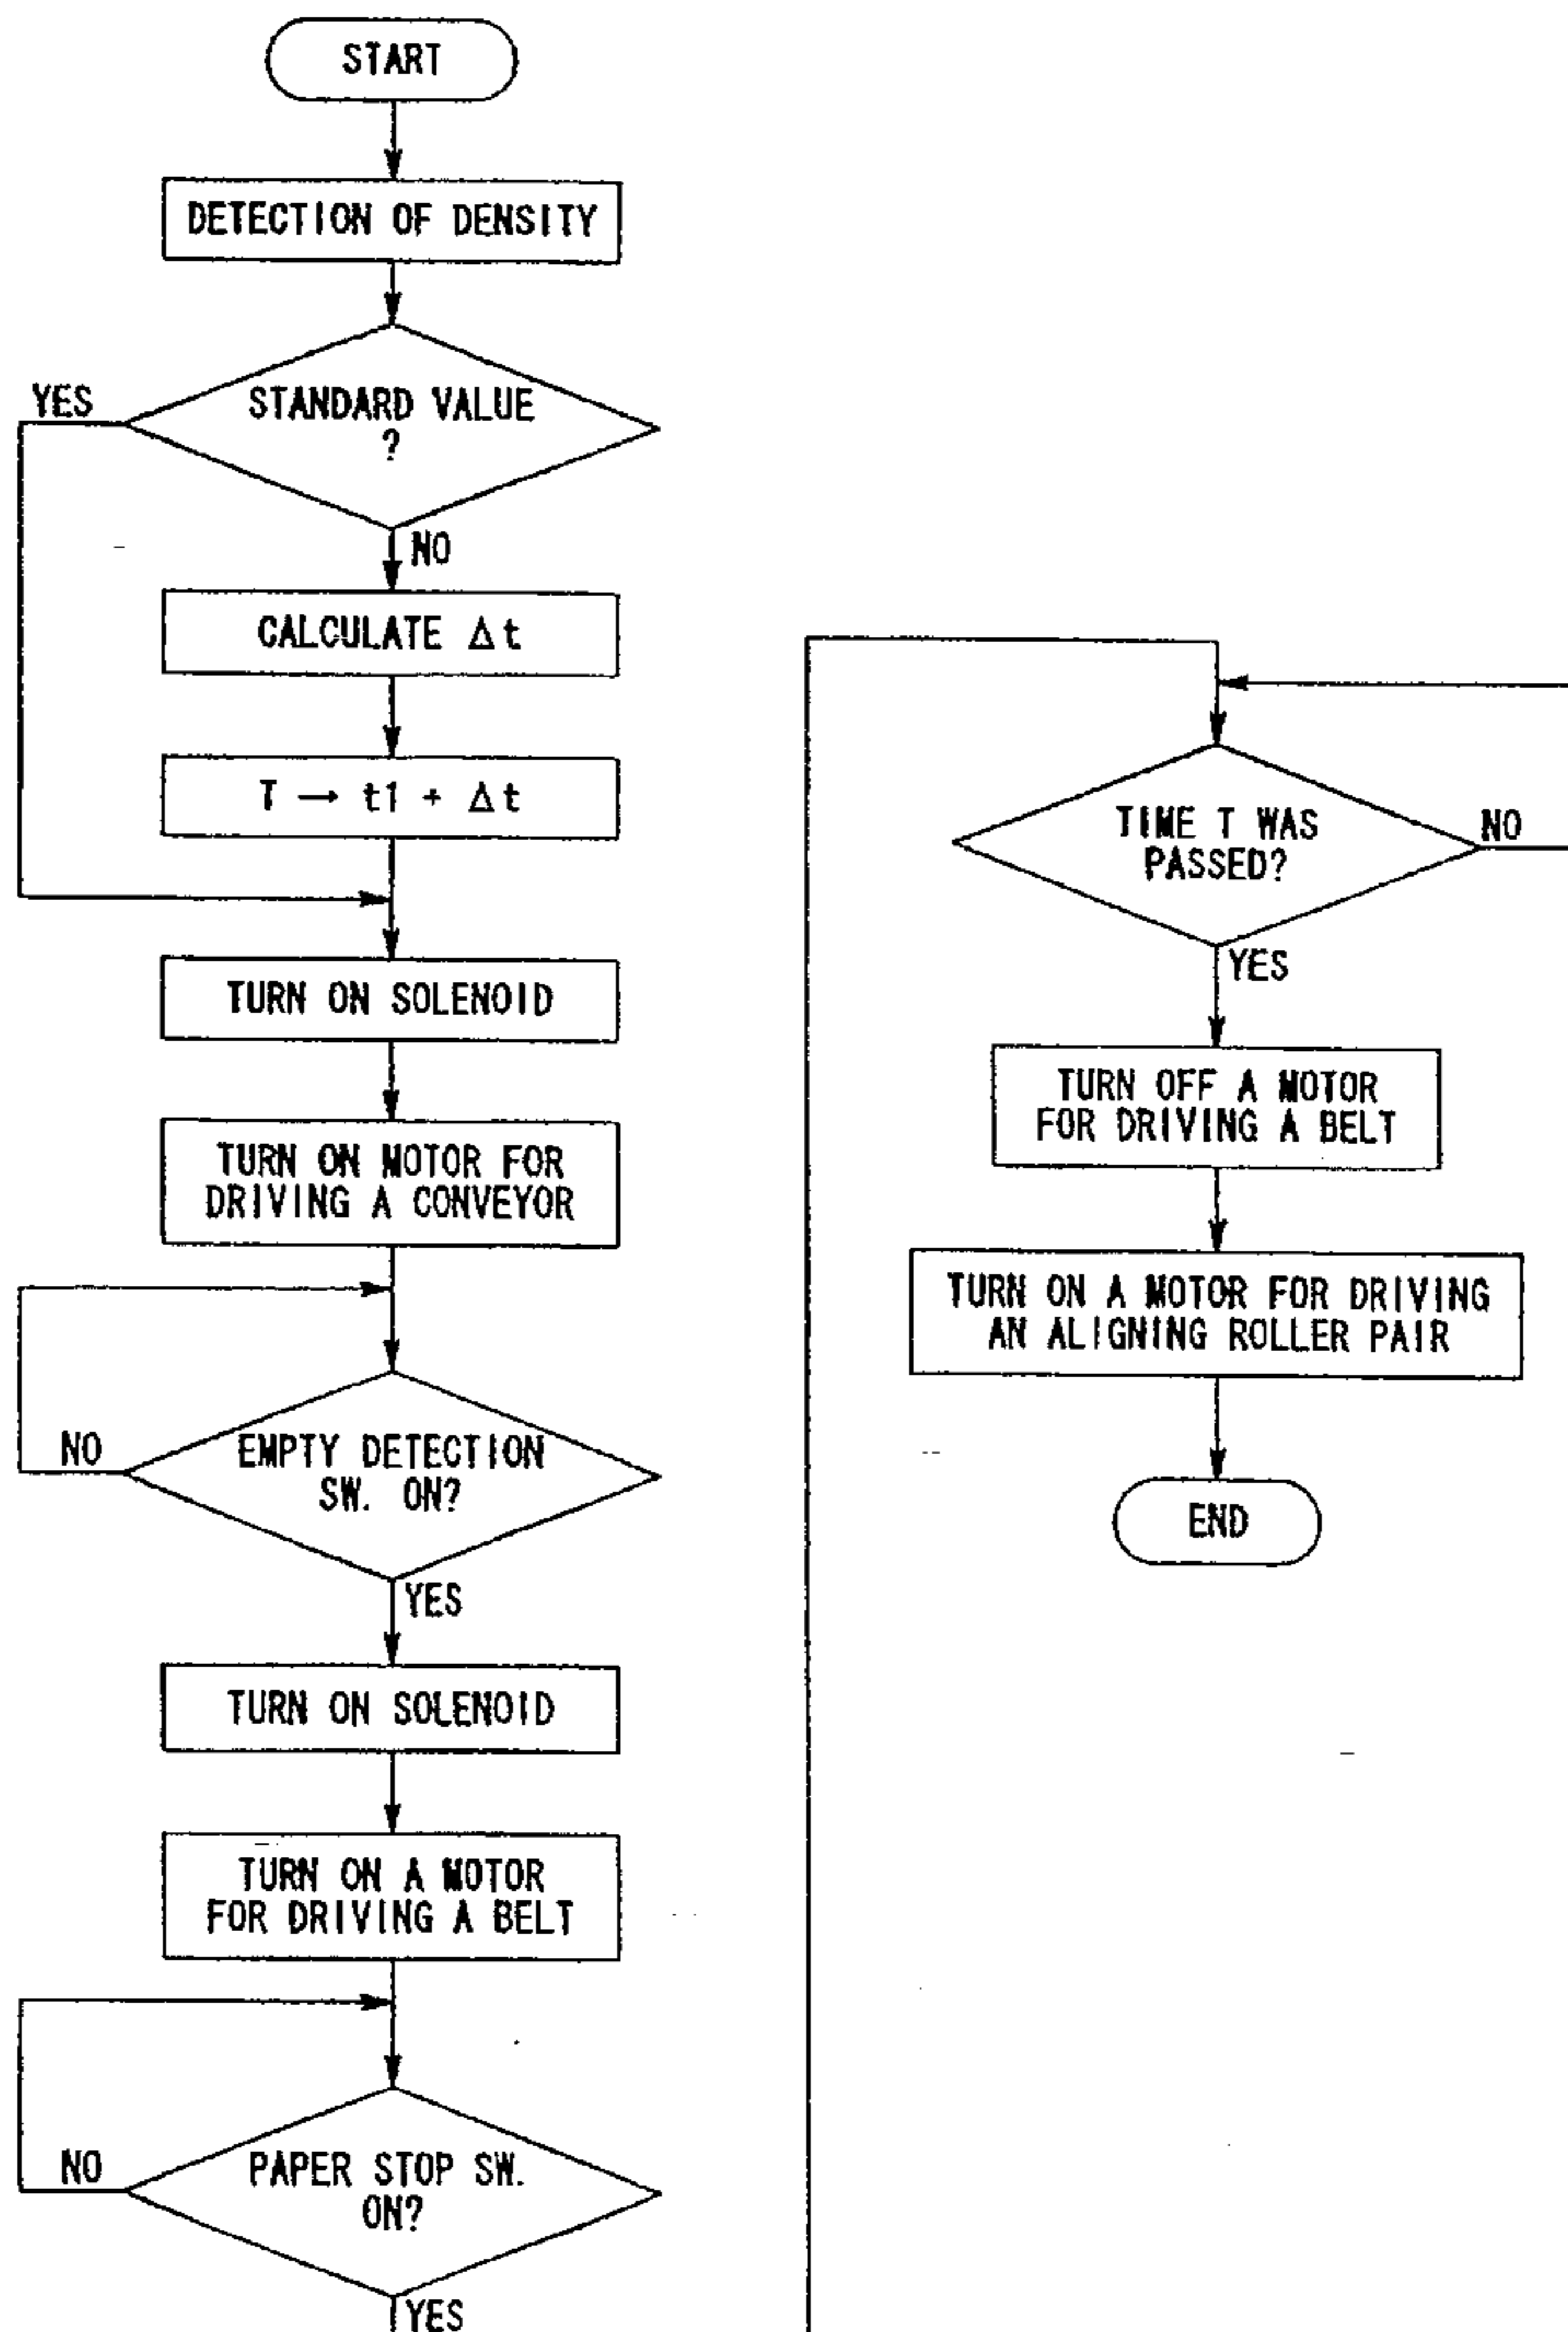 START
DETECTION OF DENSITY
YES
STANDARD VALUE
?
NO
CALCULATE Δt
T → t1 + Δt
TURN ON SOLENOID
TURN ON MOTOR FOR
DRIVING A CONVEYOR
NO
EMPTY DETECTION
SW. ON?
YES
TURN ON SOLENOID
TURN ON A MOTOR
FOR DRIVING A BELT
NO
PAPER STOP SW.
ON?
YES
TIME T WAS
PASSED?
NO
YES
TURN OFF A MOTOR
FOR DRIVING A BELT
TURN ON A MOTOR FOR DRIVING
AN ALIGNING ROLLER PAIR
END